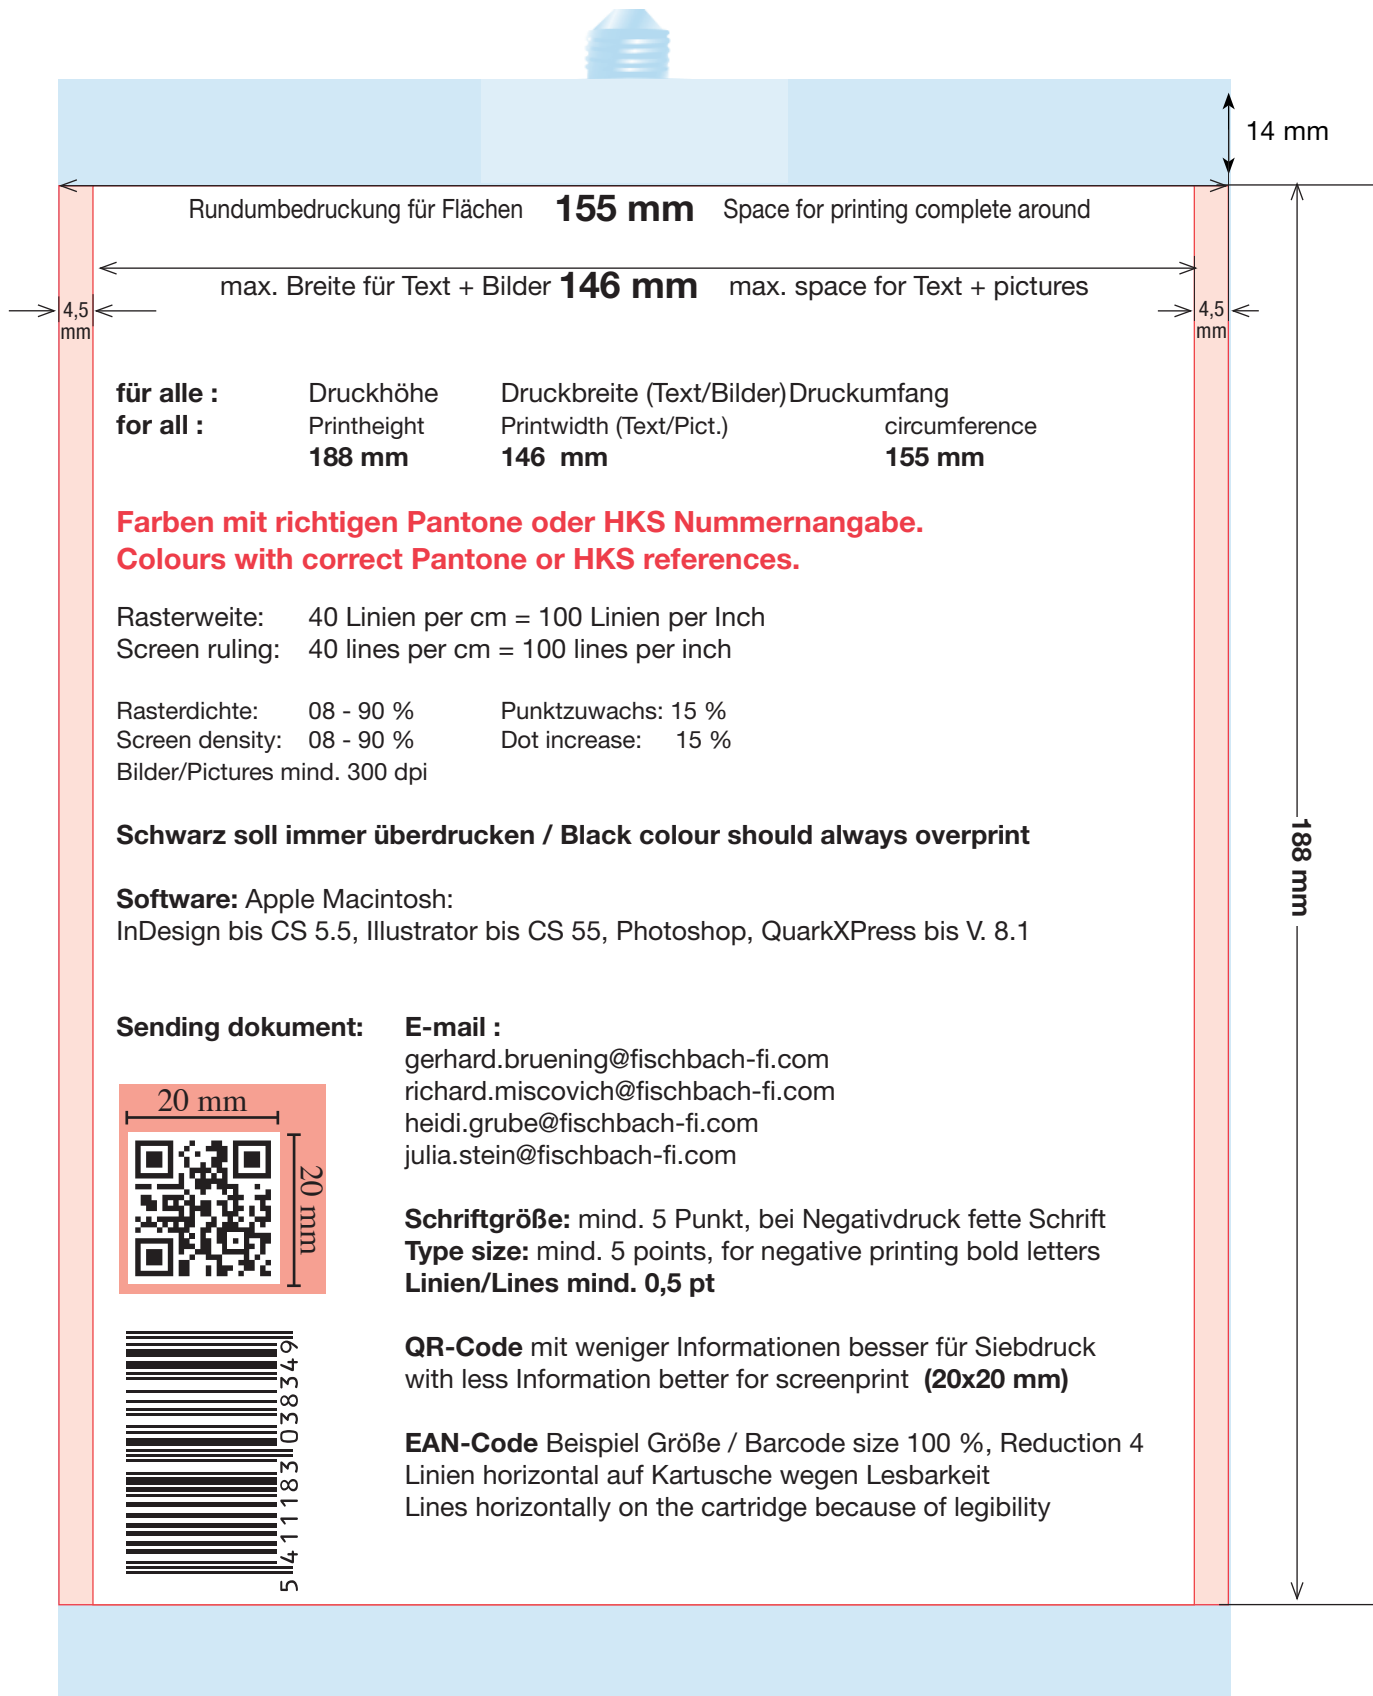 14 mm
Rundumbedruckung für Flächen 155 mm Space for printing complete around
max. Breite für Text + Bilder 146 mm max. space for Text + pictures
4,5 mm
4,5 mm
für alle : Druckhöhe Druckbreite (Text/Bilder) Druckumfang
for all : Printheight Printwidth (Text/Pict.) circumference
188 mm 146 mm 155 mm
Farben mit richtigen Pantone oder HKS Nummernangabe.
Colours with correct Pantone or HKS references.
Rasterweite: 40 Linien per cm = 100 Linien per Inch
Screen ruling: 40 lines per cm = 100 lines per inch
Rasterdichte: 08 - 90 % Punktzuwachs: 15 %
Screen density: 08 - 90 % Dot increase: 15 %
Bilder/Pictures mind. 300 dpi
Schwarz soll immer überdrucken / Black colour should always overprint
188 mm
Software: Apple Macintosh:
InDesign bis CS 5.5, Illustrator bis CS 55, Photoshop, QuarkXPress bis V. 8.1
Sending dokument: E-mail :
gerhard.bruening@fischbach-fi.com
richard.miscovich@fischbach-fi.com
heidi.grube@fischbach-fi.com
julia.stein@fischbach-fi.com
20 mm
20 mm
Schriftgröße: mind. 5 Punkt, bei Negativdruck fette Schrift
Type size: mind. 5 points, for negative printing bold letters
Linien/Lines mind. 0,5 pt
QR-Code mit weniger Informationen besser für Siebdruck
with less Information better for screenprint (20x20 mm)
EAN-Code Beispiel Größe / Barcode size 100 %, Reduction 4
Linien horizontal auf Kartusche wegen Lesbarkeit
Lines horizontally on the cartridge because of legibility
5 411183 038349